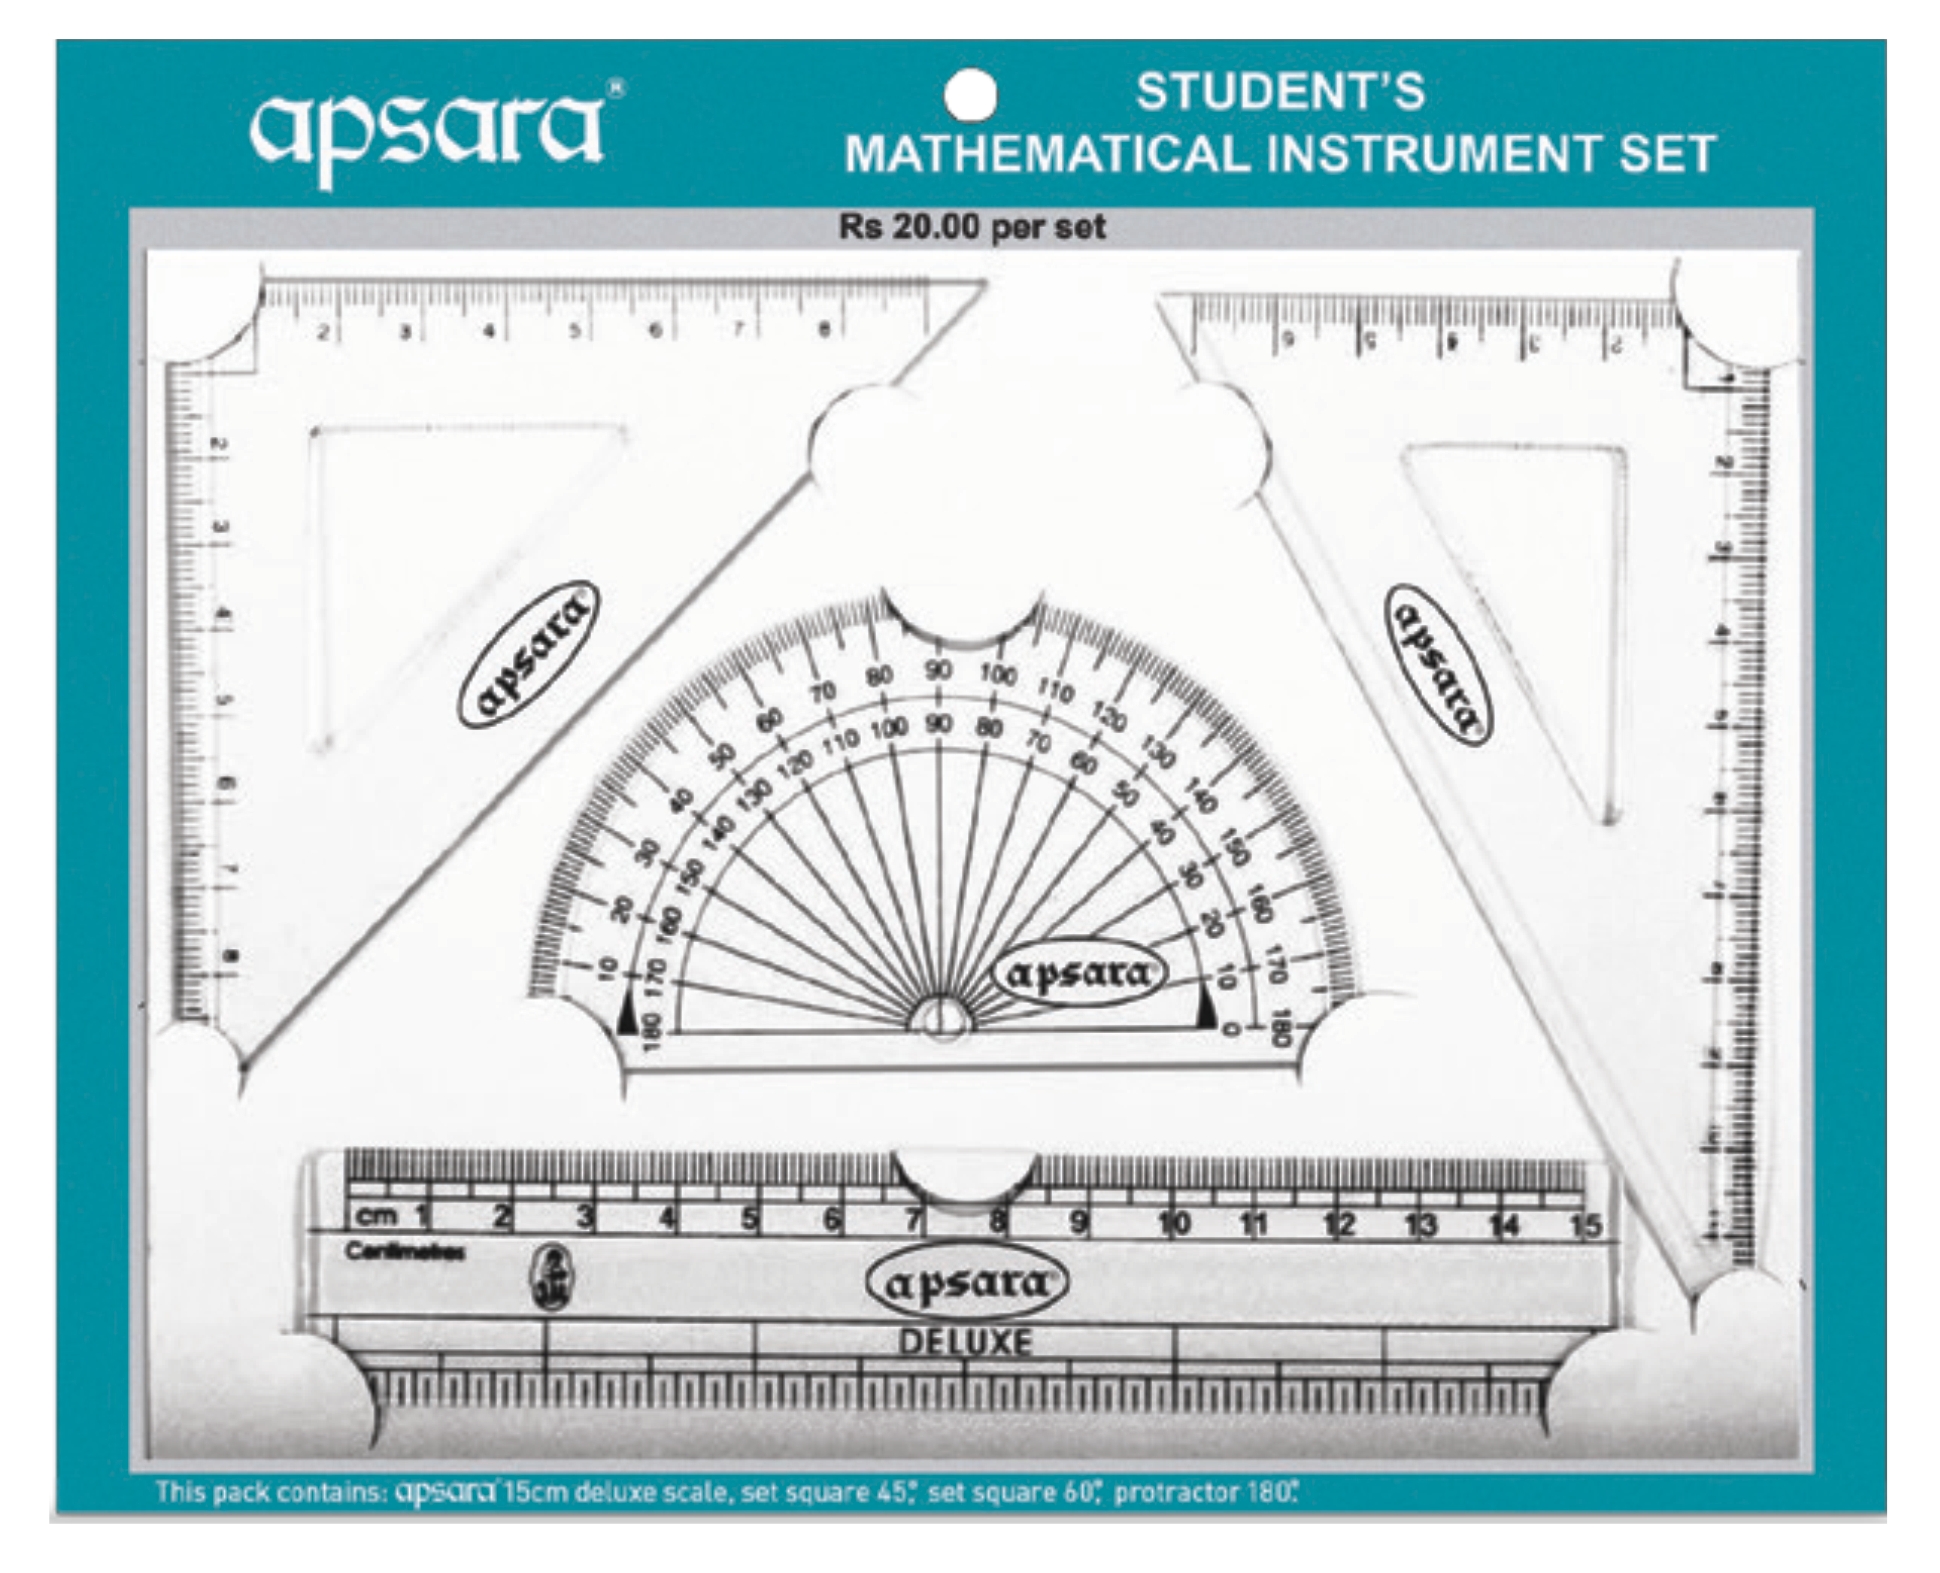 apsara®
STUDENT'S
MATHEMATICAL INSTRUMENT SET
Rs 20.00 per set
2 3 4 5 6 7 8
2
3
4
5
6
7
8
apsara
6 5 4 3 2
1
2
3
4
5
6
7
apsara
10 20 30 40 50 60 70 80 90 100 110 120 130 140 150 160 170 180
180 170 160 150 140 130 120 110 100 90 80 70 60 50 40 30 20 10 0
apsara
cm 1 2 3 4 5 6 7 8 9 10 11 12 13 14 15
Centimetres
apsara
DELUXE
This pack contains: apsara® 15cm deluxe scale, set square 45°, set square 60°, protractor 180°.